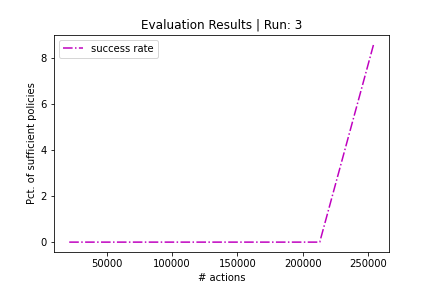 Evaluation Results | Run: 3
success rate
Pct. of sufficient policies
8
6
4
2
0
50000 100000 150000 200000 250000
# actions